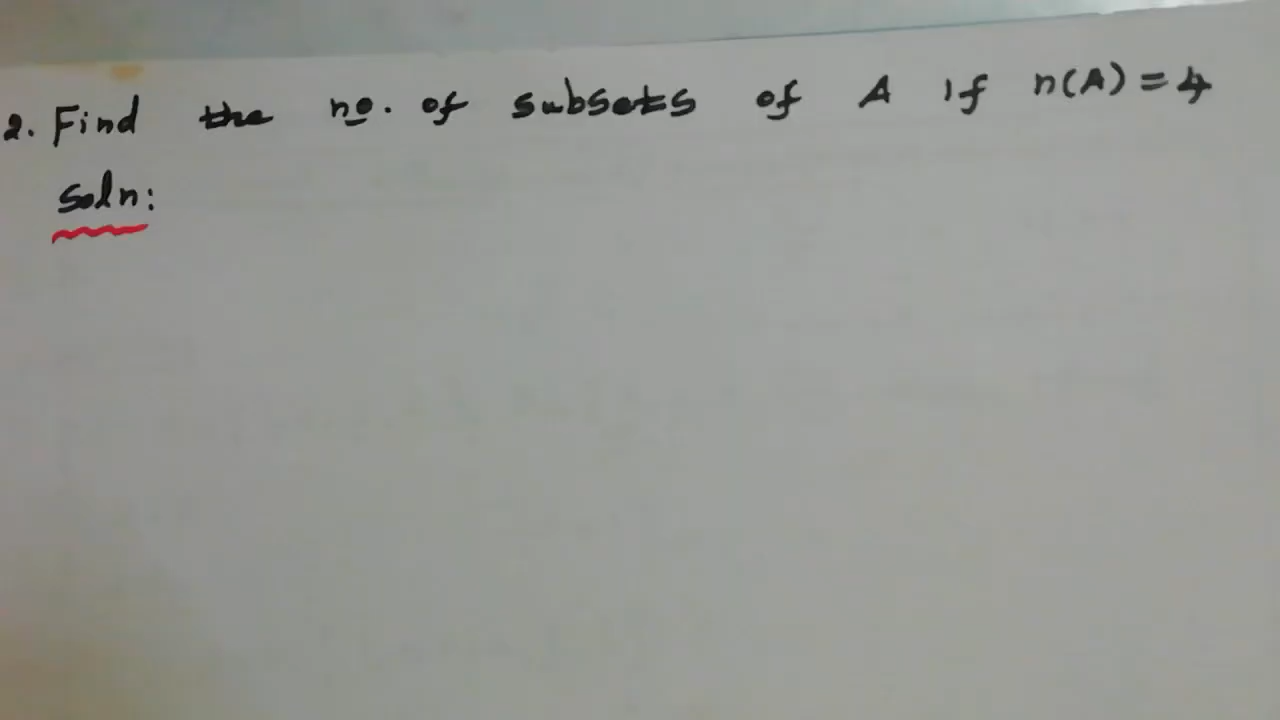 2. Find the no. of subsets of A if n(A) = 4
Soln: